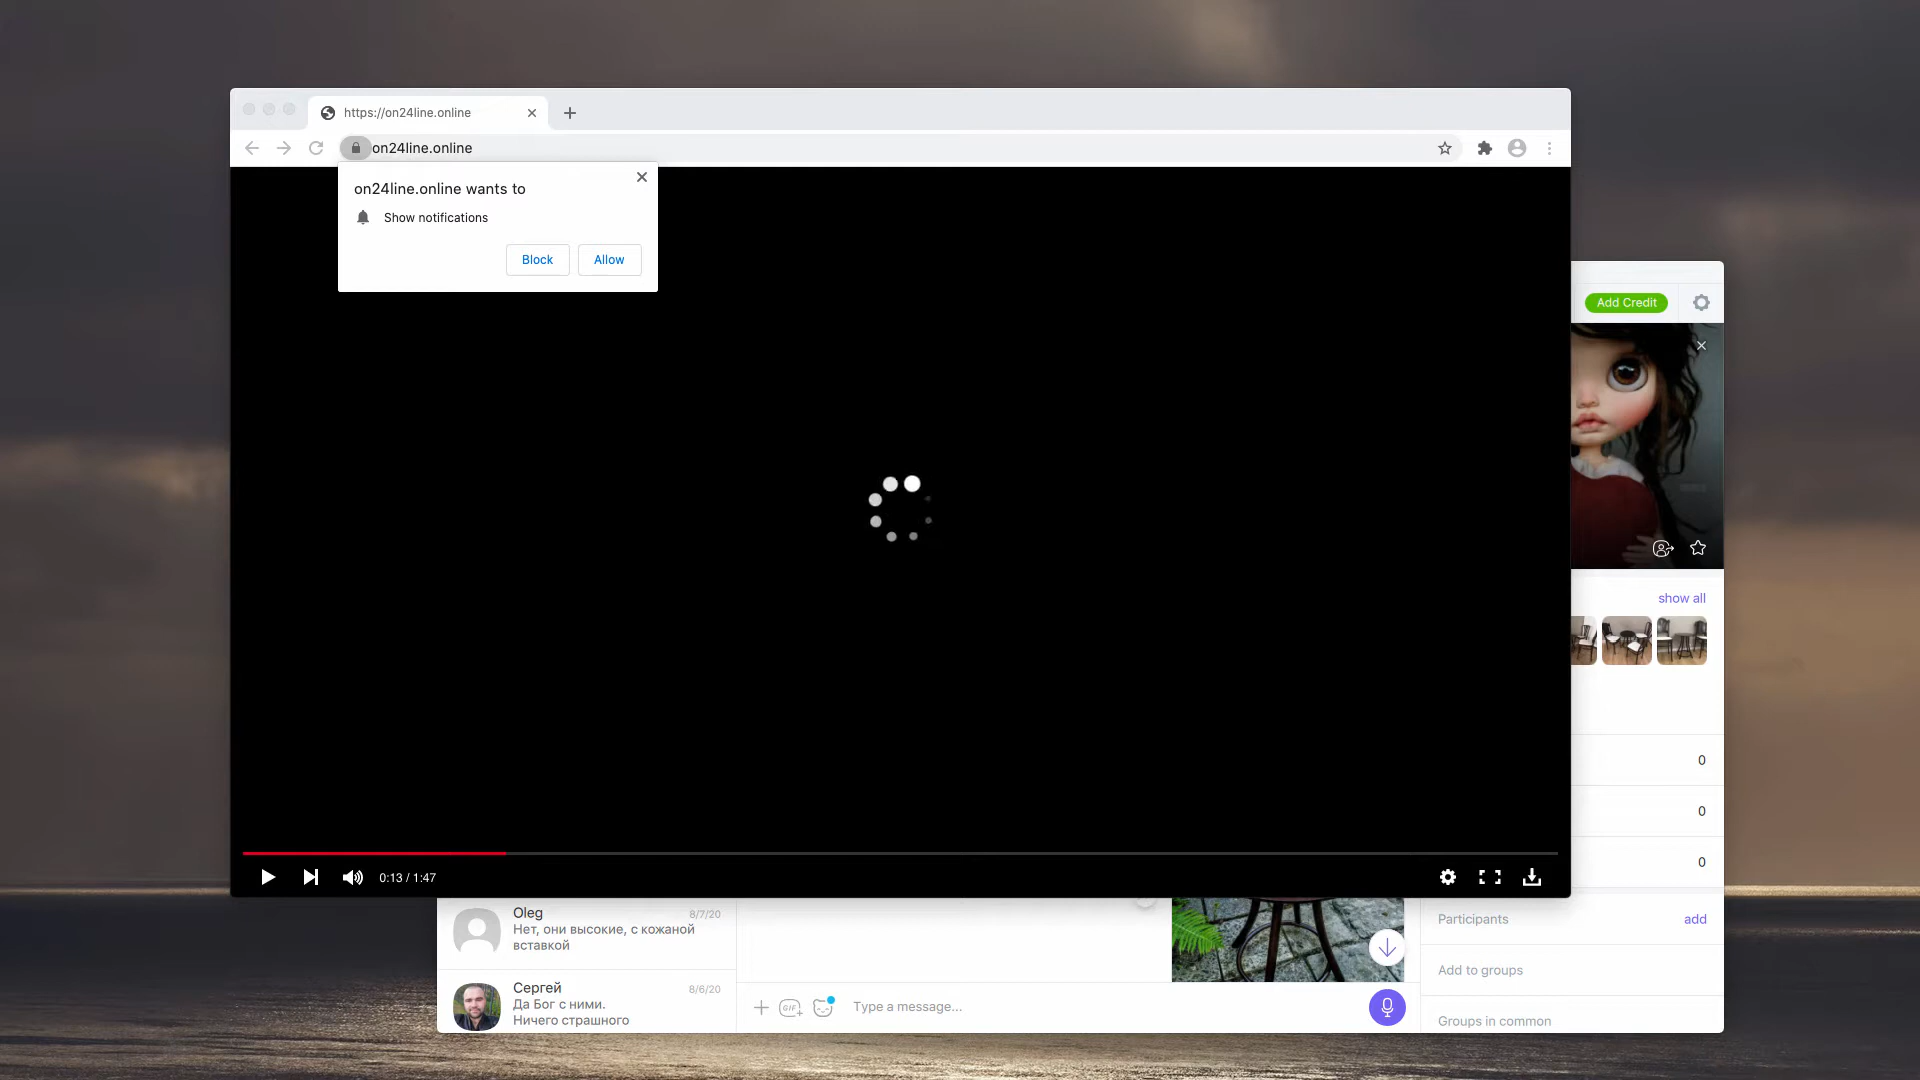 https://on24line.online
on24line.online
on24line.online wants to
Show notifications
Block
Allow
Add Credit
show all
0
0
0
0:13 / 1:47
Oleg
8/7/20
Нет, они высокие, с кожаной
вставкой
Сергей
8/6/20
Да Бог с ними.
Ничего страшного
GIF
Type a message...
Participants
add
Add to groups
Groups in common